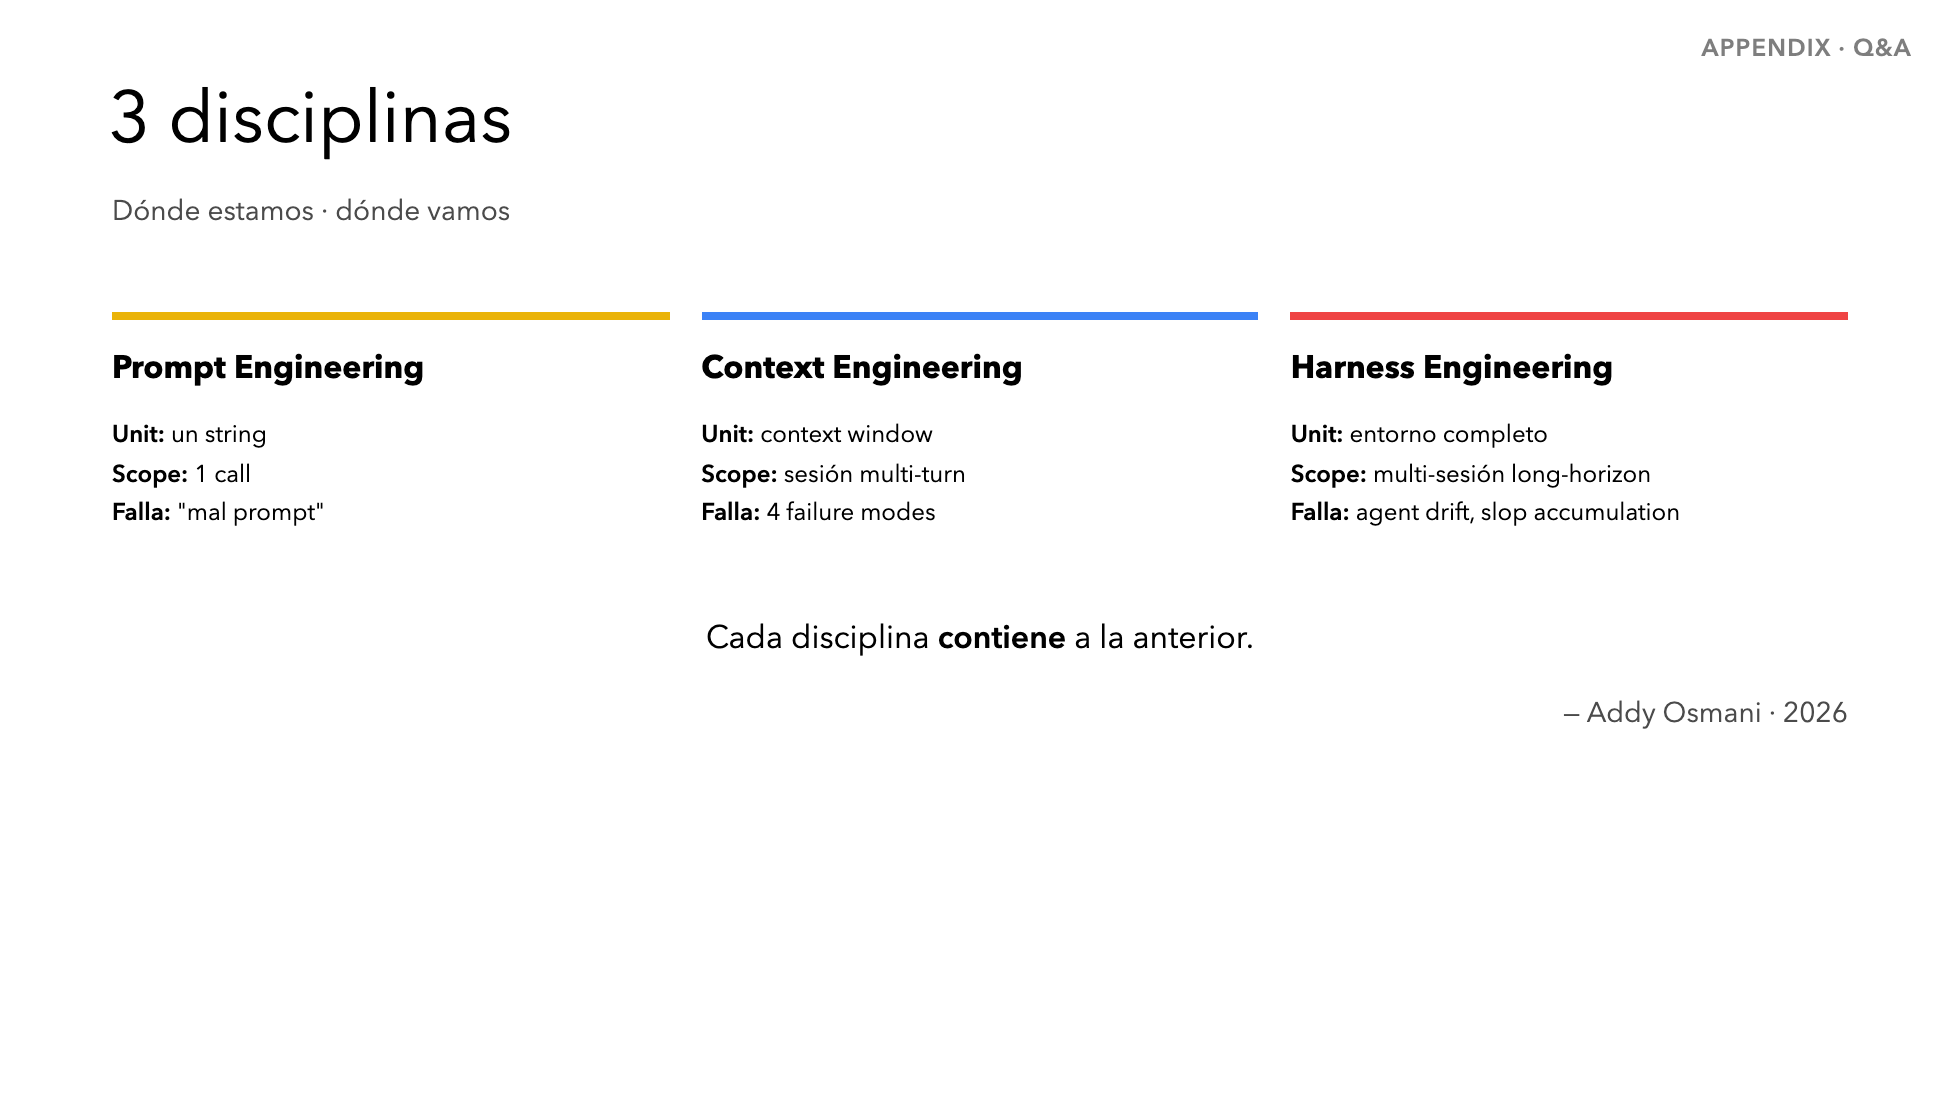 APPENDIX · Q&A
3 disciplinas
Dónde estamos · dónde vamos
Prompt Engineering
Unit: un string
Scope: 1 call
Falla: "mal prompt"
Context Engineering
Unit: context window
Scope: sesión multi-turn
Falla: 4 failure modes
Harness Engineering
Unit: entorno completo
Scope: multi-sesión long-horizon
Falla: agent drift, slop accumulation
Cada disciplina contiene a la anterior.
— Addy Osmani · 2026